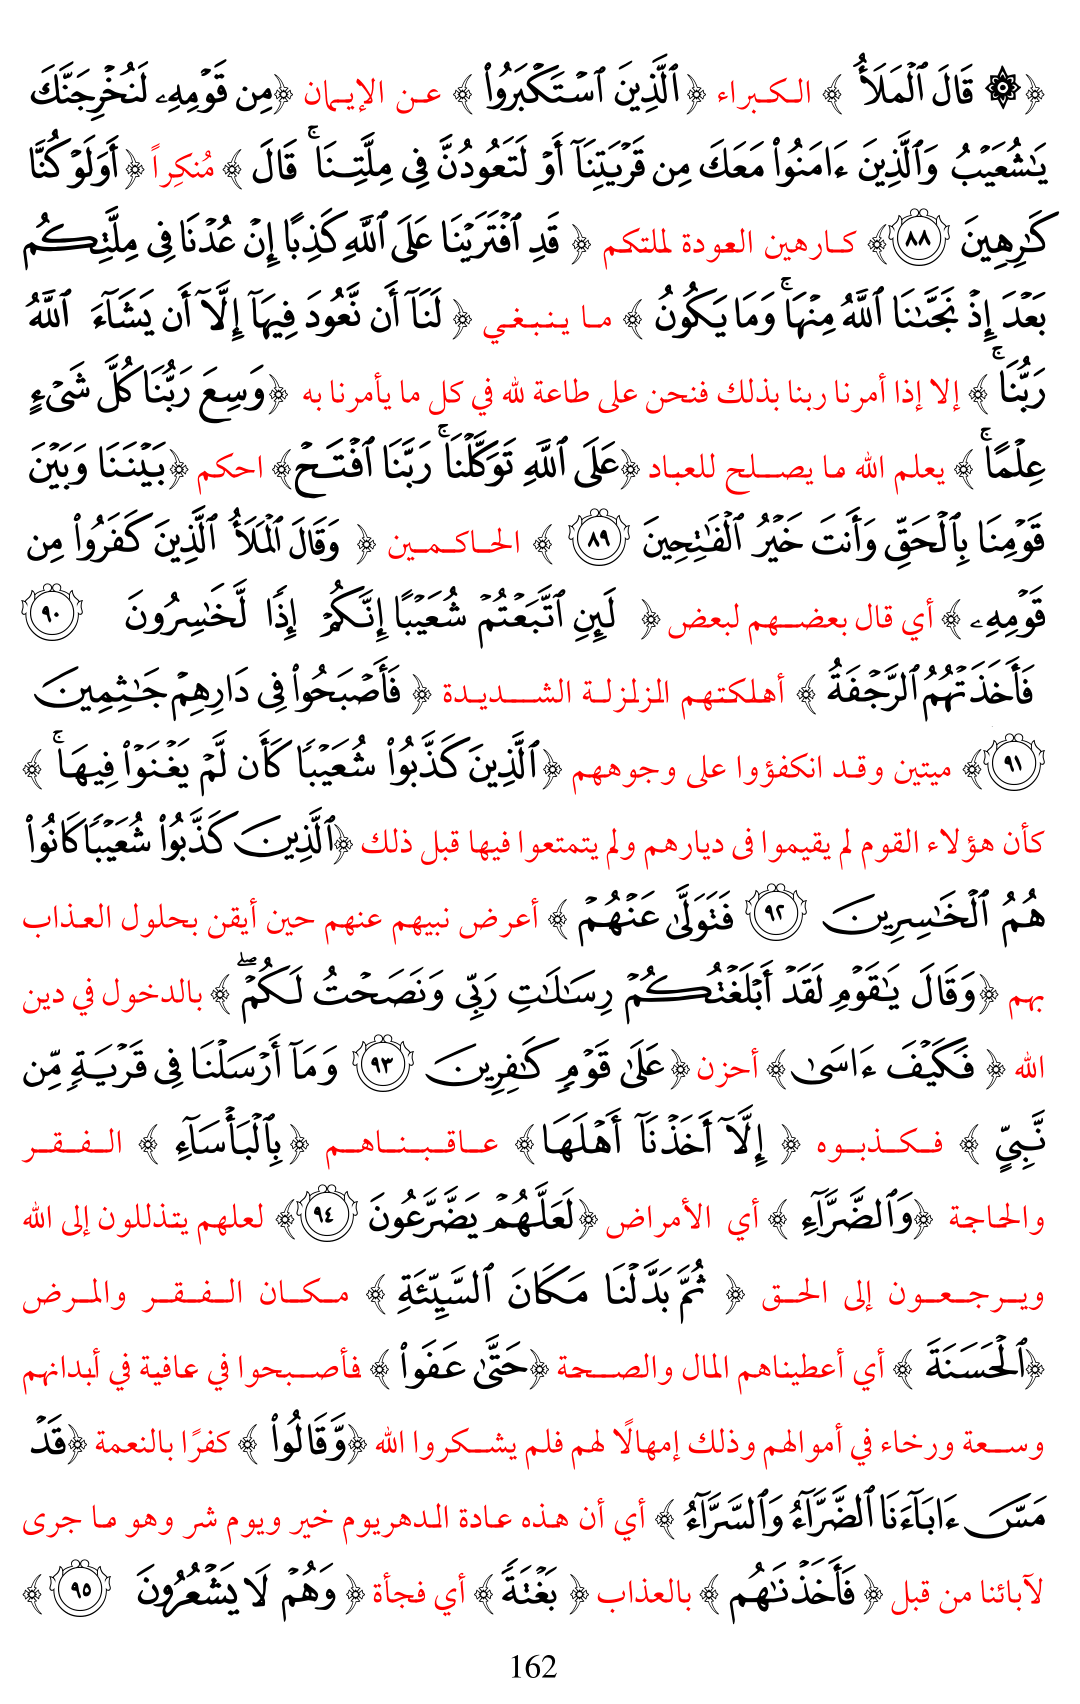 ﴿ ۞ قَالَ ٱلْمَلَأُ ﴾ الكبراء ﴿ ٱلَّذِينَ ٱسْتَكْبَرُوا۟ ﴾ عن الإيمان ﴿مِن قَوْمِهِۦ لَنُخْرِجَنَّكَ
يَـٰشُعَيْبُ وَٱلَّذِينَ ءَامَنُوا۟ مَعَكَ مِن قَرْيَتِنَآ أَوْ لَتَعُودُنَّ فِى مِلَّتِنَا ۚ قَالَ ﴾ مُنكِراً ﴿ أَوَلَوْ كُنَّا
كَـٰرِهِينَ ٨٨ ﴾ كارهين العودة لملتكم ﴿ قَدِ ٱفْتَرَيْنَا عَلَى ٱللَّهِ كَذِبًا إِنْ عُدْنَا فِى مِلَّتِكُم
بَعْدَ إِذْ نَجَّىٰنَا ٱللَّهُ مِنْهَا ۚ وَمَا يَكُونُ ﴾ ما ينبغي ﴿ لَنَآ أَن نَّعُودَ فِيهَآ إِلَّآ أَن يَشَآءَ ٱللَّهُ
رَبُّنَا ۚ ﴾ إلا إذا أمرنا ربنا بذلك فنحن على طاعة لله في كل ما يأمرنا به ﴿وَسِعَ رَبُّنَا كُلَّ شَىْءٍ
عِلْمًا ۚ ﴾ يعلم الله ما يصلح للعباد ﴿عَلَى ٱللَّهِ تَوَكَّلْنَا ۚ رَبَّنَا ٱفْتَحْ﴾ احكم ﴿بَيْنَنَا وَبَيْنَ
قَوْمِنَا بِٱلْحَقِّ وَأَنتَ خَيْرُ ٱلْفَـٰتِحِينَ ٨٩ ﴾ الحاكمين ﴿ وَقَالَ ٱلْمَلَأُ ٱلَّذِينَ كَفَرُوا۟ مِن
قَوْمِهِۦ ﴾ أي قال بعضهم لبعض ﴿ لَئِنِ ٱتَّبَعْتُمْ شُعَيْبًا إِنَّكُمْ إِذًا لَّخَـٰسِرُونَ ٩٠
فَأَخَذَتْهُمُ ٱلرَّجْفَةُ ﴾ أهلكتهم الزلزلة الشديدة ﴿ فَأَصْبَحُوا۟ فِى دَارِهِمْ جَـٰثِمِينَ
٩١ ﴾ ميتين وقد انكفؤوا على وجوههم ﴿ٱلَّذِينَ كَذَّبُوا۟ شُعَيْبًا كَأَن لَّمْ يَغْنَوْا۟ فِيهَا ۚ ﴾
كأن هؤلاء القوم لم يقيموا فى ديارهم ولم يتمتعوا فيها قبل ذلك ﴿ٱلَّذِينَ كَذَّبُوا۟ شُعَيْبًا كَانُوا۟
هُمُ ٱلْخَـٰسِرِينَ ٩٢ فَتَوَلَّىٰ عَنْهُمْ ﴾ أعرض نبيهم عنهم حين أيقن بحلول العذاب
بهم ﴿وَقَالَ يَـٰقَوْمِ لَقَدْ أَبْلَغْتُكُمْ رِسَـٰلَـٰتِ رَبِّى وَنَصَحْتُ لَكُمْ ۖ ﴾ بالدخول في دين
الله ﴿ فَكَيْفَ ءَاسَىٰ ﴾ أحزن ﴿عَلَىٰ قَوْمٍ كَـٰفِرِينَ ٩٣ وَمَآ أَرْسَلْنَا فِى قَرْيَةٍ مِّن
نَّبِىٍّ ﴾ فكذبوه ﴿ إِلَّآ أَخَذْنَآ أَهْلَهَا﴾ عاقبناهم ﴿بِٱلْبَأْسَآءِ ﴾ الفقر
والحاجة ﴿وَٱلضَّرَّآءِ ﴾ أي الأمراض ﴿لَعَلَّهُمْ يَضَّرَّعُونَ ٩٤ ﴾ لعلهم يتذللون إلى الله
ويرجعون إلى الحق ﴿ ثُمَّ بَدَّلْنَا مَكَانَ ٱلسَّيِّئَةِ ﴾ مكان الفقر والمرض
﴿ٱلْحَسَنَةَ ﴾ أي أعطيناهم المال والصحة ﴿حَتَّىٰ عَفَوا۟ ﴾ فأصبحوا في عافية في أبدانهم
وسعة ورخاء في أموالهم وذلك إمهالًا لهم فلم يشكروا الله ﴿وَّقَالُوا۟ ﴾ كفرًا بالنعمة ﴿قَدْ
مَسَّ ءَابَآءَنَا ٱلضَّرَّآءُ وَٱلسَّرَّآءُ ﴾ أي أن هذه عادة الدهريوم خير ويوم شر وهو ما جرى
لآبائنا من قبل ﴿ فَأَخَذْنَـٰهُم ﴾ بالعذاب ﴿ بَغْتَةً ﴾ أي فجأة ﴿ وَهُمْ لَا يَشْعُرُونَ ٩٥ ﴾
162